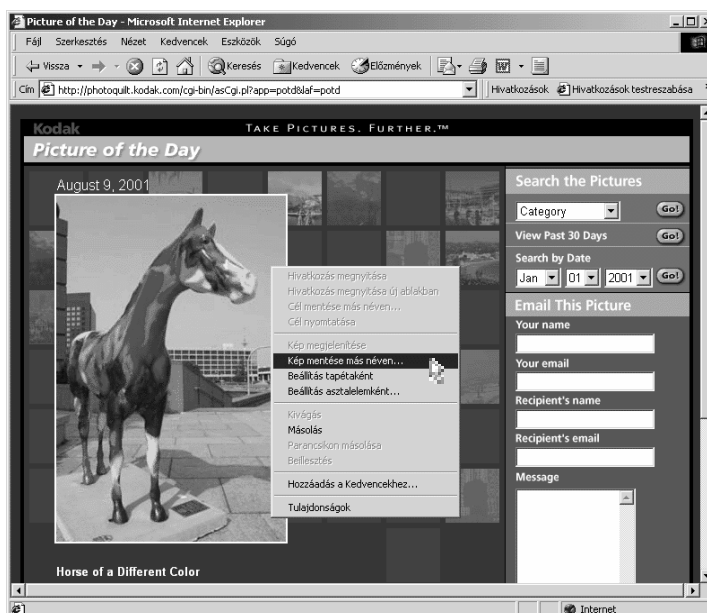 Picture of the Day - Microsoft Internet Explorer
Fájl Szerkesztés Nézet Kedvencek Eszközök Súgó
Vissza Keresés Kedvencek Előzmények
Cím http://photoquilt.kodak.com/cgi-bin/asCgi.pl?app=potd&laf=potd Hivatkozások Hivatkozások testreszabása
Kodak TAKE PICTURES. FURTHER.™
Picture of the Day
August 9, 2001
Hivatkozás megnyitása
Hivatkozás megnyitása új ablakban
Cél mentése más néven...
Cél nyomtatása
Kép megjelenítése
Kép mentése más néven...
Beállítás tapétaként
Beállítás asztalelemként...
Kivágás
Másolás
Parancsikon másolása
Beillesztés
Hozzáadás a Kedvencekhez...
Tulajdonságok
Horse of a Different Color
Search the Pictures
Category Go!
View Past 30 Days Go!
Search by Date
Jan 01 2001 Go!
Email This Picture
Your name
Your email
Recipient's name
Recipient's email
Message
Internet